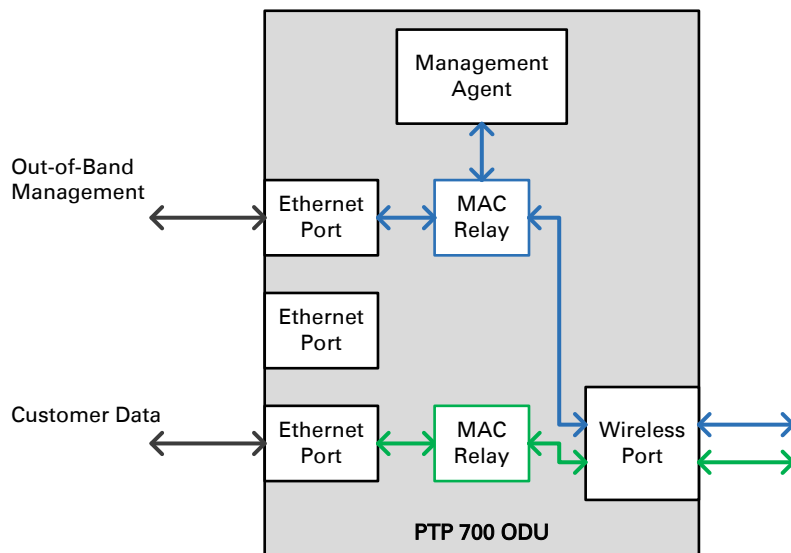 Management
Agent
Out-of-Band
Management
Ethernet
Port
MAC
Relay
Ethernet
Port
Customer Data
Ethernet
Port
MAC
Relay
Wireless
Port
PTP 700 ODU